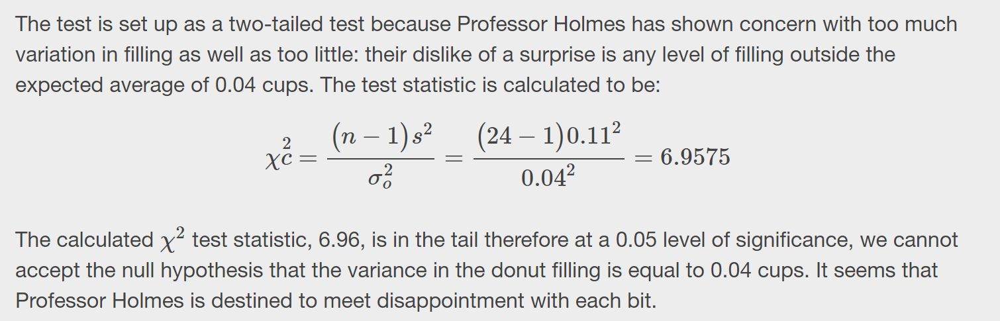 The test is set up as a two-tailed test because Professor Holmes has shown concern with too much
variation in filling as well as too little: their dislike of a surprise is any level of filling outside the
expected average of 0.04 cups. The test statistic is calculated to be:
χc² = (n − 1)s² / σₒ² = (24 − 1)0.11² / 0.04² = 6.9575
The calculated χ² test statistic, 6.96, is in the tail therefore at a 0.05 level of significance, we cannot
accept the null hypothesis that the variance in the donut filling is equal to 0.04 cups. It seems that
Professor Holmes is destined to meet disappointment with each bit.